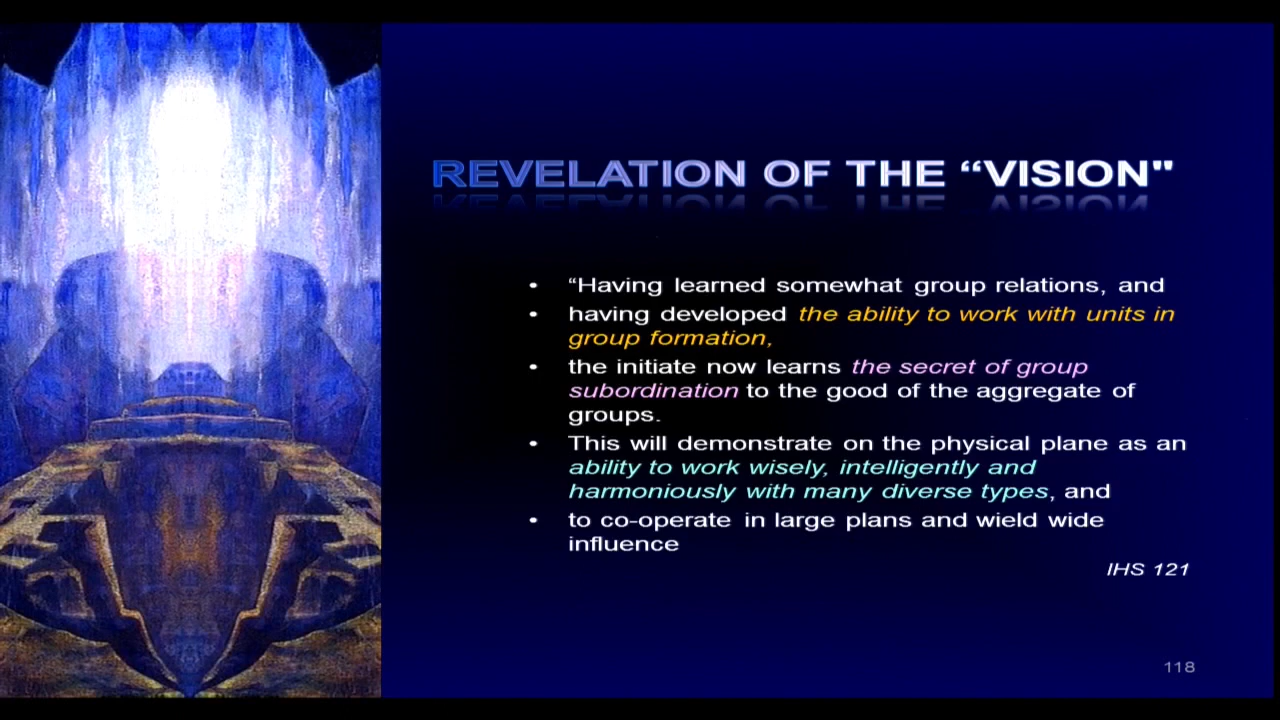 REVELATION OF THE “VISION"
• “Having learned somewhat group relations, and
• having developed the ability to work with units in
group formation,
• the initiate now learns the secret of group
subordination to the good of the aggregate of
groups.
• This will demonstrate on the physical plane as an
ability to work wisely, intelligently and
harmoniously with many diverse types, and
• to co-operate in large plans and wield wide
influence
IHS 121
118